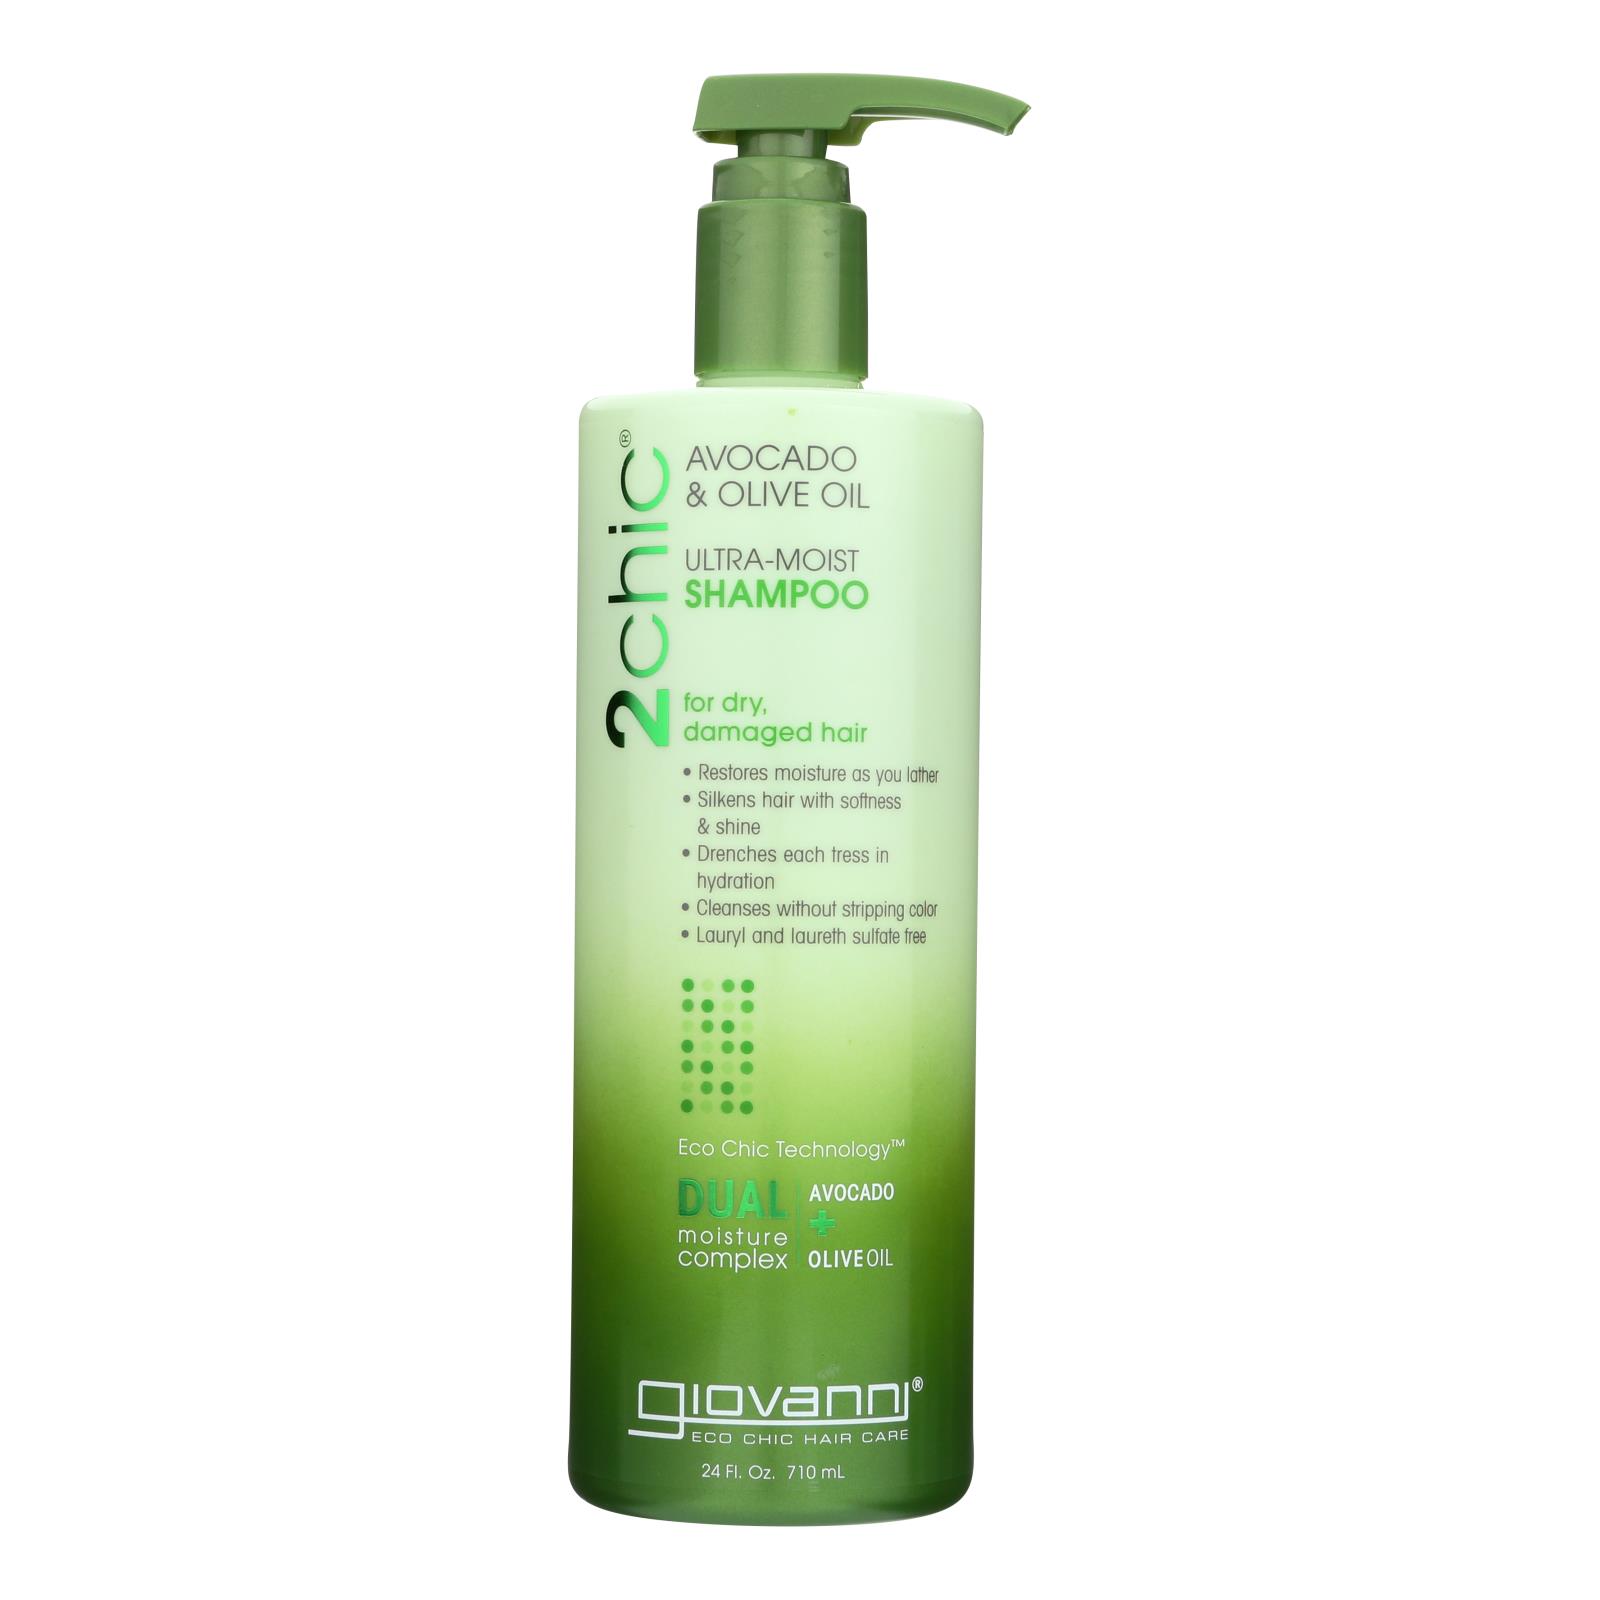 2chic®
AVOCADO
& OLIVE OIL
ULTRA-MOIST
SHAMPOO
for dry,
damaged hair
• Restores moisture as you lather
• Silkens hair with softness
& shine
• Drenches each tress in
hydration
• Cleanses without stripping color
• Lauryl and laureth sulfate free
Eco Chic Technology™
DUAL
moisture
complex
AVOCADO
+
OLIVE OIL
giovanni®
ECO CHIC HAIR CARE
24 Fl. Oz. 710 mL